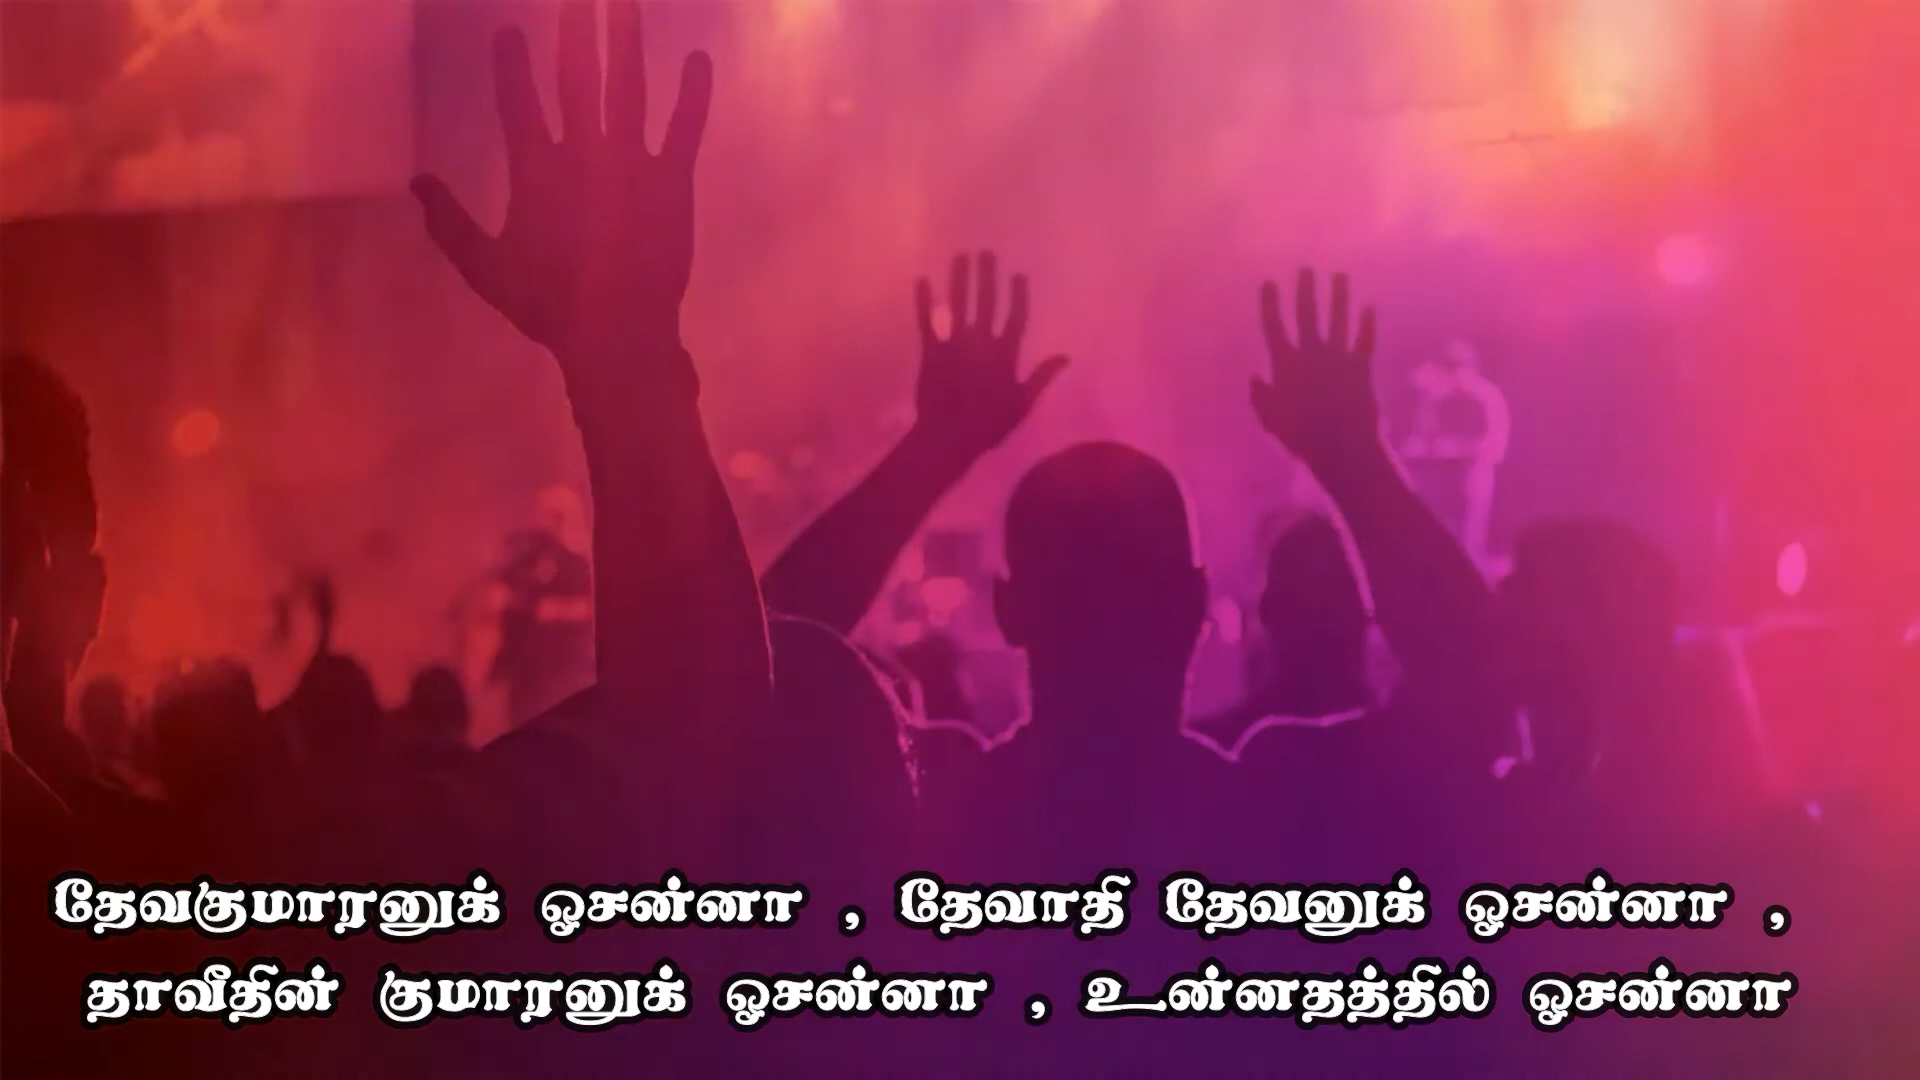 தேவகுமாரனுக் ஓசன்னா , தேவாதி தேவனுக் ஓசன்னா ,
தாவீதின் குமாரனுக் ஓசன்னா , உன்னதத்தில் ஓசன்னா